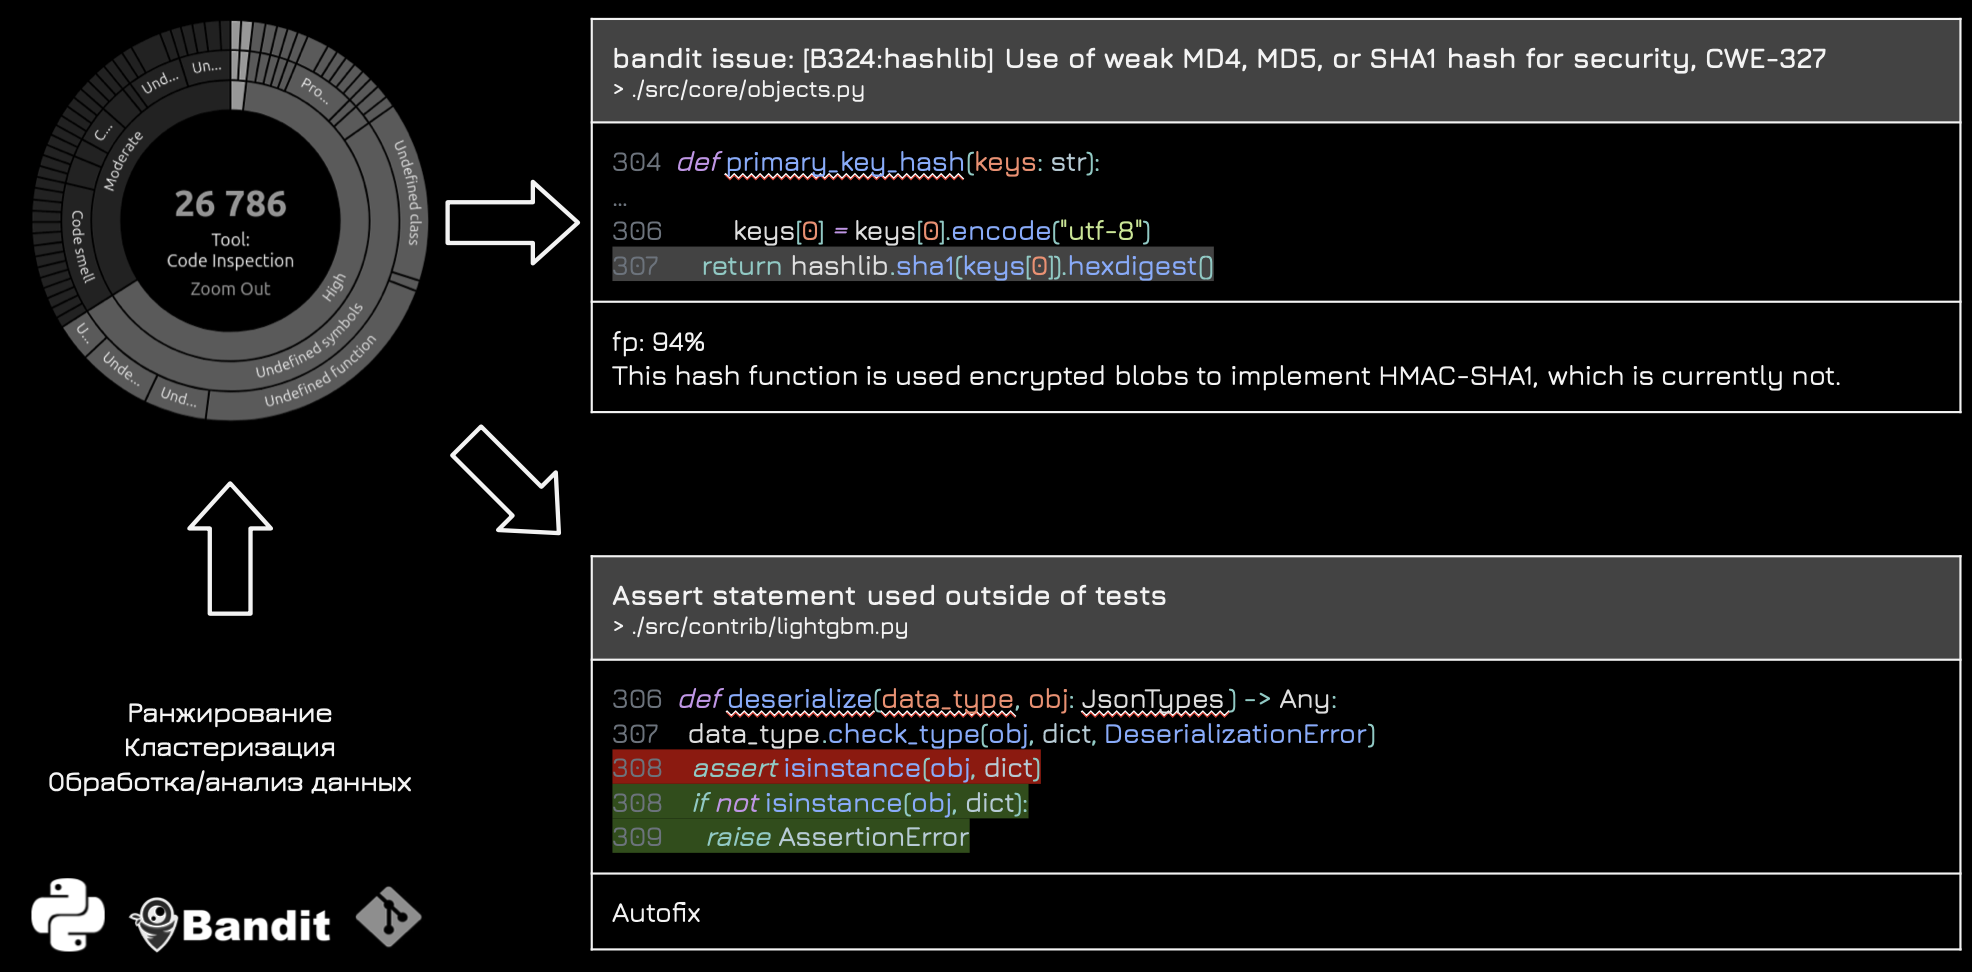 Un...
Und...
Pro...
C...
Moderate
Undefined class
Code smell
26 786
Tool:
Code Inspection
Zoom Out
High
Undefined symbols
Undefined function
U...
Unde...
Und...
Ранжирование
Кластеризация
Обработка/анализ данных
Bandit
bandit issue: [B324:hashlib] Use of weak MD4, MD5, or SHA1 hash for security, CWE-327
> ./src/core/objects.py
304 def primary_key_hash(keys: str):
...
306 keys[0] = keys[0].encode("utf-8")
307 return hashlib.sha1(keys[0]).hexdigest()
fp: 94%
This hash function is used encrypted blobs to implement HMAC-SHA1, which is currently not.
Assert statement used outside of tests
> ./src/contrib/lightgbm.py
306 def deserialize(data_type, obj: JsonTypes) -> Any:
307 data_type.check_type(obj, dict, DeserializationError)
308 assert isinstance(obj, dict)
308 if not isinstance(obj, dict):
309 raise AssertionError
Autofix